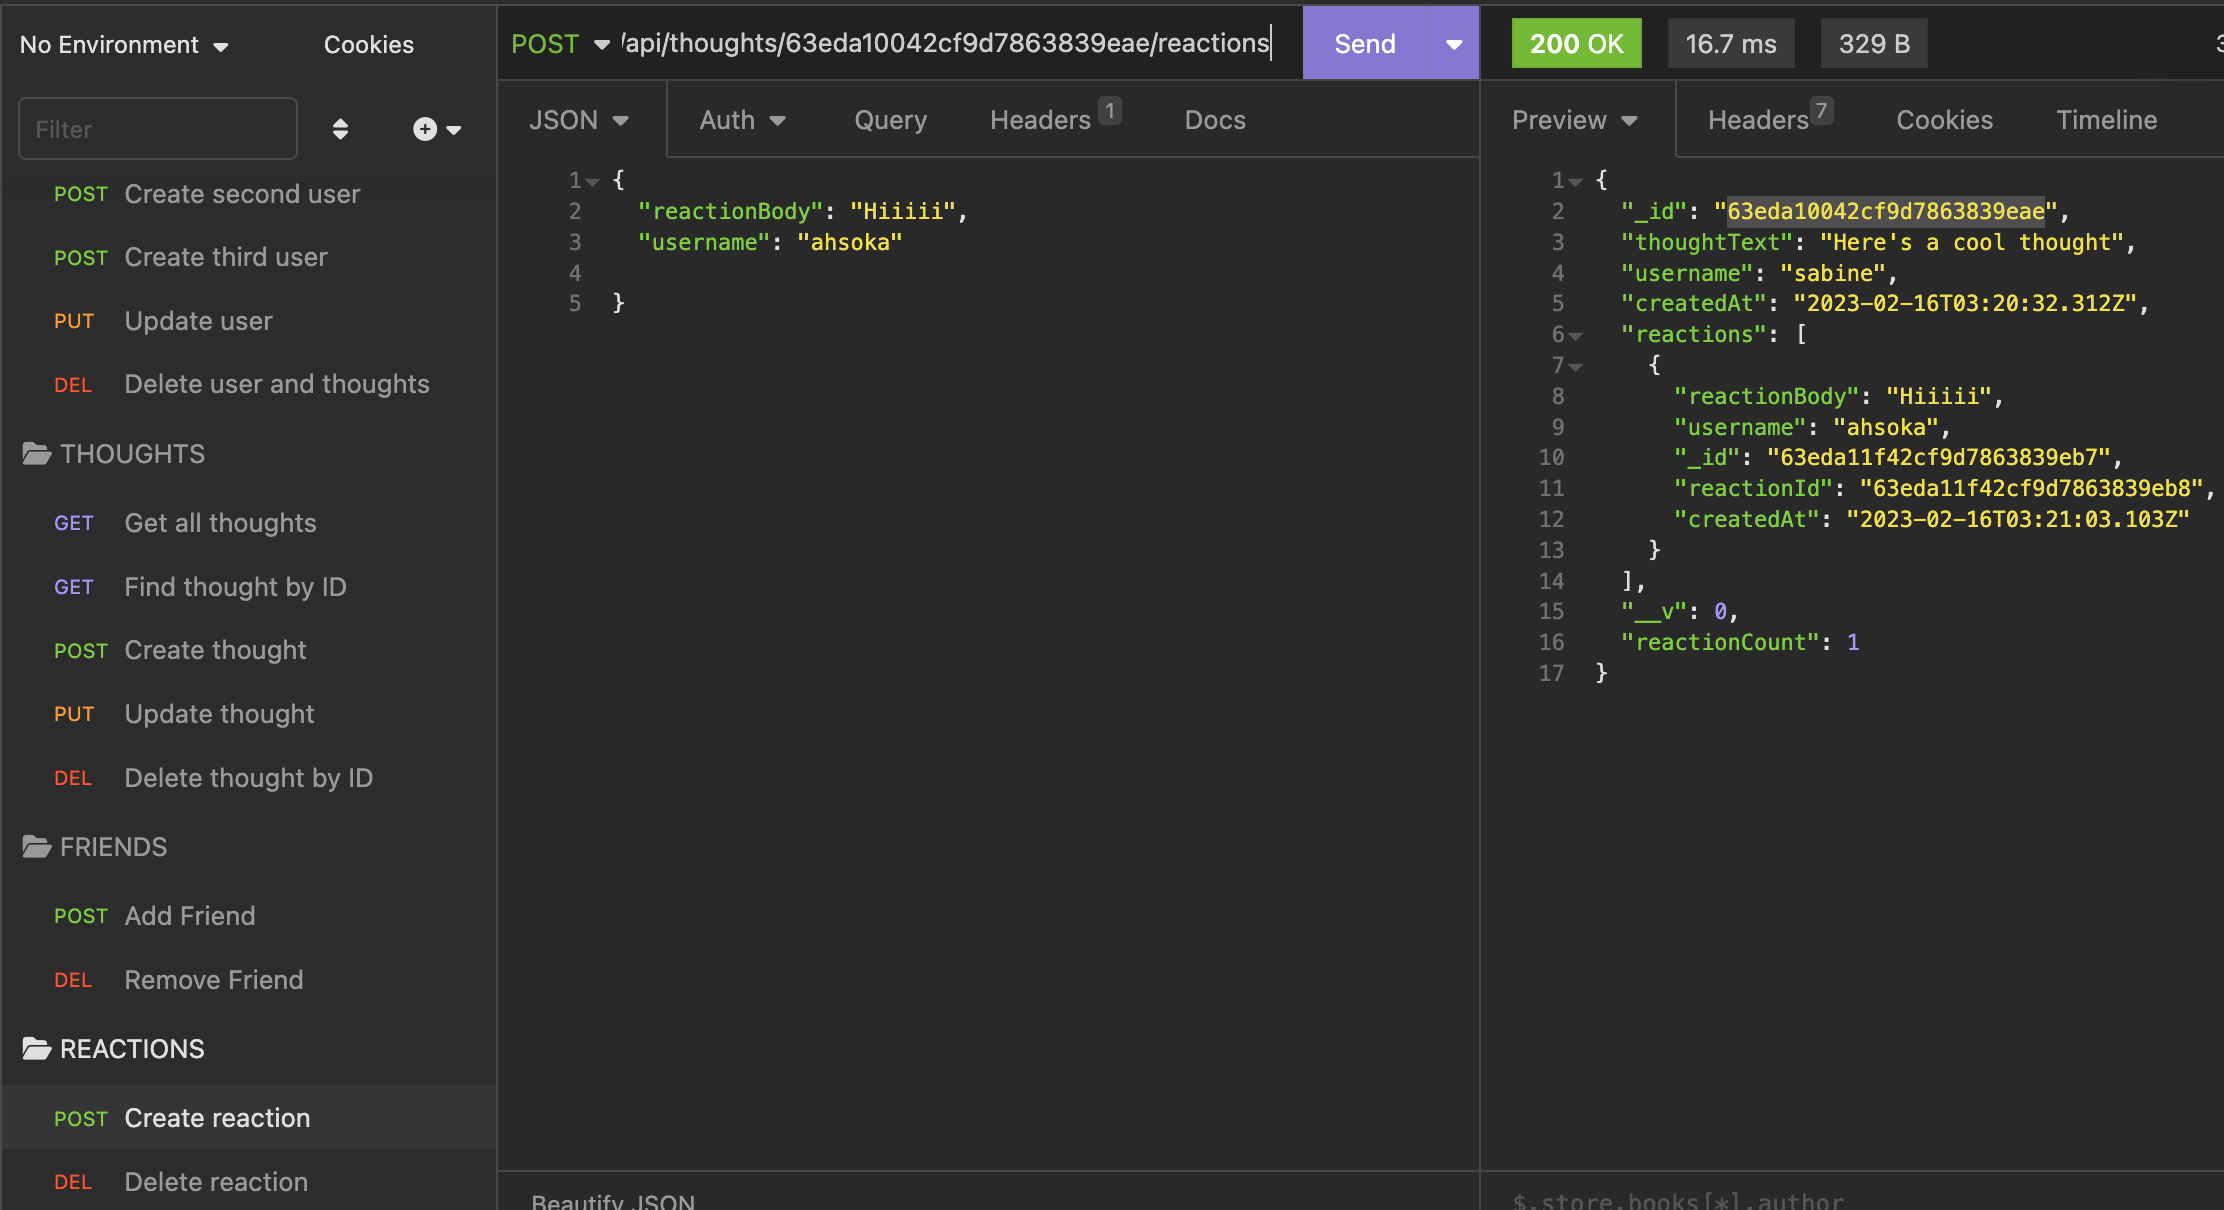 No Environment
Cookies
Filter
POST Create second user
POST Create third user
PUT Update user
DEL Delete user and thoughts
THOUGHTS
GET Get all thoughts
GET Find thought by ID
POST Create thought
PUT Update thought
DEL Delete thought by ID
FRIENDS
POST Add Friend
DEL Remove Friend
REACTIONS
POST Create reaction
DEL Delete reaction
POST /api/thoughts/63eda10042cf9d7863839eae/reactions Send
JSON Auth Query Headers 1 Docs
1 {
2 "reactionBody": "Hiiiii",
3 "username": "ahsoka"
4
5 }
Beautify JSON
200 OK 16.7 ms 329 B
Preview Headers 7 Cookies Timeline
1 {
2 "_id": "63eda10042cf9d7863839eae",
3 "thoughtText": "Here's a cool thought",
4 "username": "sabine",
5 "createdAt": "2023-02-16T03:20:32.312Z",
6 "reactions": [
7 {
8 "reactionBody": "Hiiiii",
9 "username": "ahsoka",
10 "_id": "63eda11f42cf9d7863839eb7",
11 "reactionId": "63eda11f42cf9d7863839eb8",
12 "createdAt": "2023-02-16T03:21:03.103Z"
13 }
14 ],
15 "__v": 0,
16 "reactionCount": 1
17 }
$.store.books[*].author